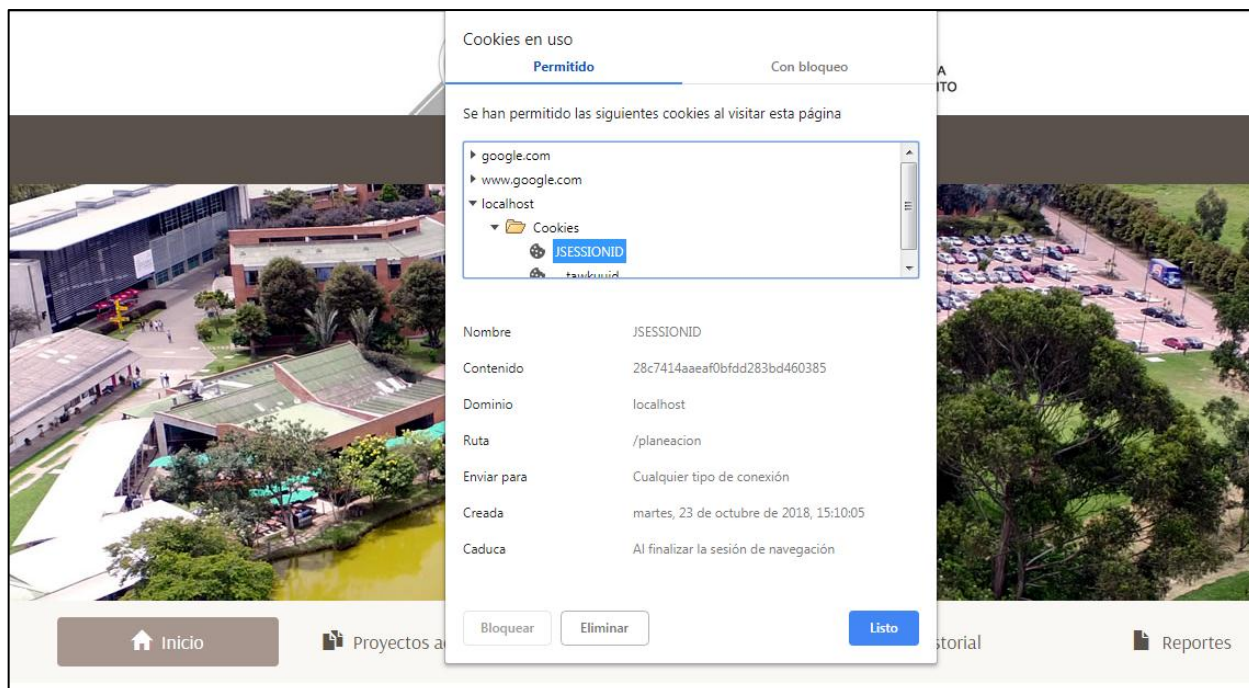 Cookies en uso
Permitido
Con bloqueo
A
ITO
Se han permitido las siguientes cookies al visitar esta página
google.com
www.google.com
localhost
Cookies
JSESSIONID
Nombre JSESSIONID
Contenido 28c7414aaeaf0bfdd283bd460385
Dominio localhost
Ruta /planeacion
Enviar para Cualquier tipo de conexión
Creada martes, 23 de octubre de 2018, 15:10:05
Caduca Al finalizar la sesión de navegación
Bloquear Eliminar Listo
Inicio Proyectos a storial Reportes